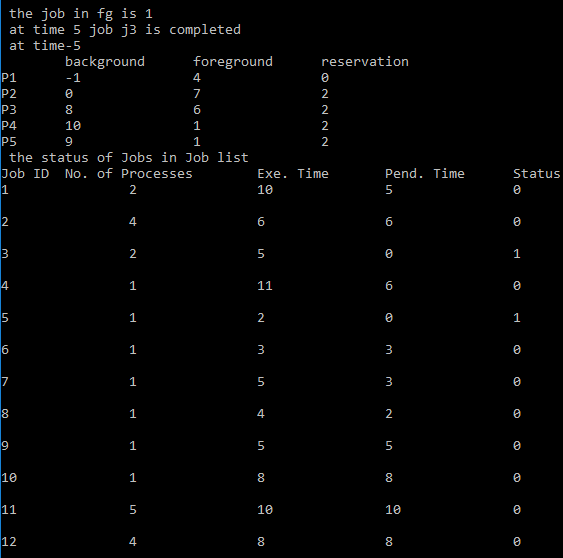 the job in fg is 1
at time 5 job j3 is completed
at time-5
background foreground reservation
P1 -1 4 0
P2 0 7 2
P3 8 6 2
P4 10 1 2
P5 9 1 2
the status of Jobs in Job list
Job ID No. of Processes Exe. Time Pend. Time Status
1 2 10 5 0
2 4 6 6 0
3 2 5 0 1
4 1 11 6 0
5 1 2 0 1
6 1 3 3 0
7 1 5 3 0
8 1 4 2 0
9 1 5 5 0
10 1 8 8 0
11 5 10 10 0
12 4 8 8 0